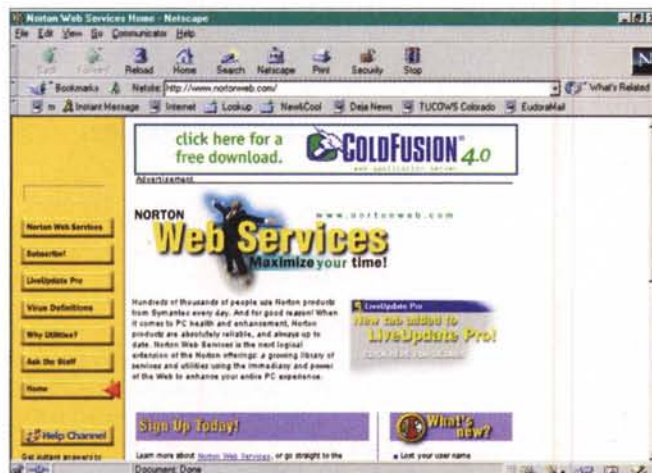 Norton Web Services Home - Netscape
File Edit View Go Communicator Help
Back Forward Reload Home Search Netscape Print Security Stop
Bookmarks Netsite: http://www.nortonweb.com/ What's Related
Instant Message Internet Lookup New&Cool Deja News TUCOWS Colorado EudoraMail
click here for a
free download.
COLDFUSION 4.0
web application server
Advertisement.
NORTON
www.nortonweb.com
Web Services
Maximize your time!
Norton Web Services
Subscribe!
LiveUpdate Pro
Virus Definitions
Why Utilities?
Ask the Staff
Home
Help Channel
Get instant answers to
Hundreds of thousands of people use Norton products
from Symantec every day. And for good reason! When
it comes to PC health and enhancement, Norton
products are absolutely reliable, and always up to
date. Norton Web Services is the next logical
extension of the Norton offerings: a growing library of
services and utilities using the immediacy and power
of the Web to enhance your entire PC experience.
LiveUpdate Pro
New tab added to
LiveUpdate Pro!
Sign Up Today!
Learn more about Norton Web Services, or go straight to the
What's
new?
Lost your user name
Document: Done